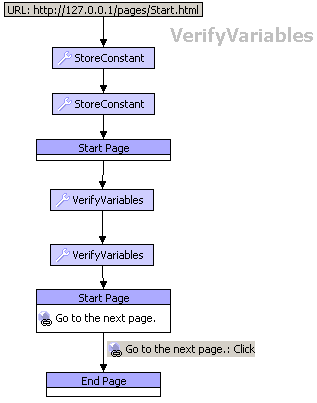 URL: http://127.0.0.1/pages/Start.html
VerifyVariables
StoreConstant
StoreConstant
Start Page
VerifyVariables
VerifyVariables
Start Page
Go to the next page.
Go to the next page.: Click
End Page